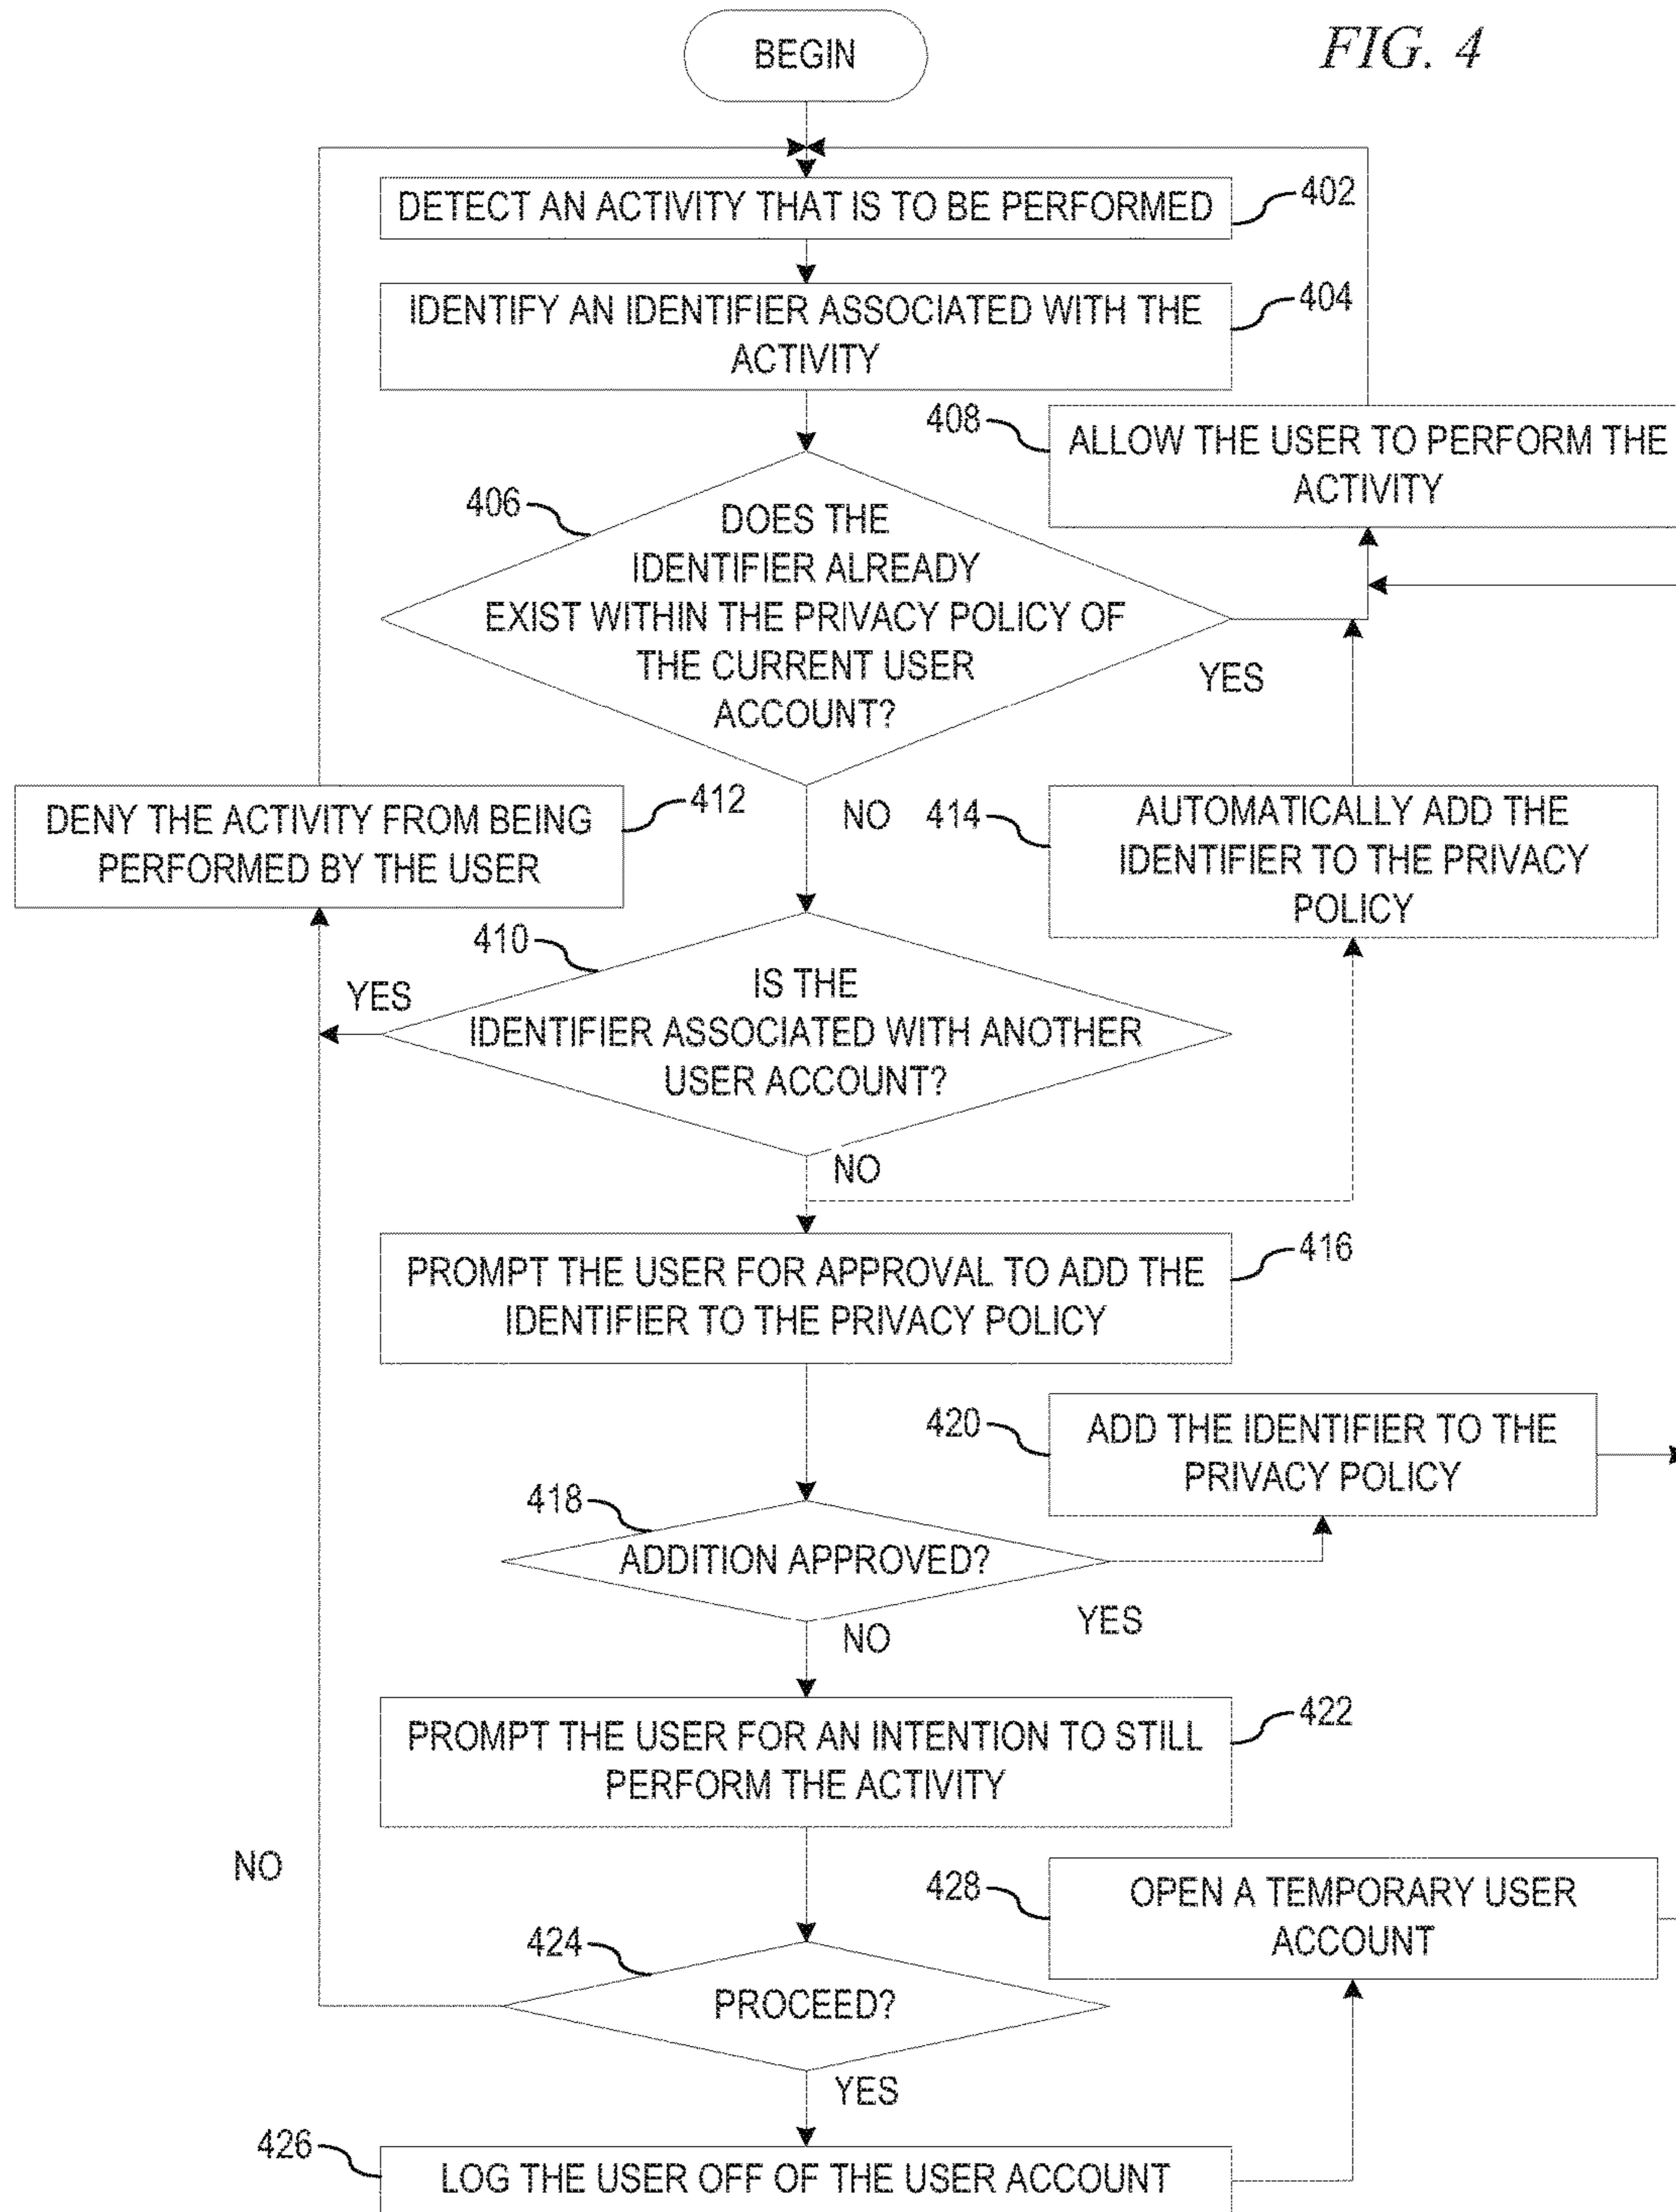 FIG. 4
BEGIN
DETECT AN ACTIVITY THAT IS TO BE PERFORMED
402
IDENTIFY AN IDENTIFIER ASSOCIATED WITH THE
ACTIVITY
404
408
ALLOW THE USER TO PERFORM THE
ACTIVITY
406
DOES THE
IDENTIFIER ALREADY
EXIST WITHIN THE PRIVACY POLICY OF
THE CURRENT USER
ACCOUNT?
YES
NO
DENY THE ACTIVITY FROM BEING
PERFORMED BY THE USER
412
414
AUTOMATICALLY ADD THE
IDENTIFIER TO THE PRIVACY
POLICY
410
YES
IS THE
IDENTIFIER ASSOCIATED WITH ANOTHER
USER ACCOUNT?
NO
PROMPT THE USER FOR APPROVAL TO ADD THE
IDENTIFIER TO THE PRIVACY POLICY
416
420
ADD THE IDENTIFIER TO THE
PRIVACY POLICY
418
ADDITION APPROVED?
YES
NO
PROMPT THE USER FOR AN INTENTION TO STILL
PERFORM THE ACTIVITY
422
NO
428
OPEN A TEMPORARY USER
ACCOUNT
424
PROCEED?
YES
426
LOG THE USER OFF OF THE USER ACCOUNT